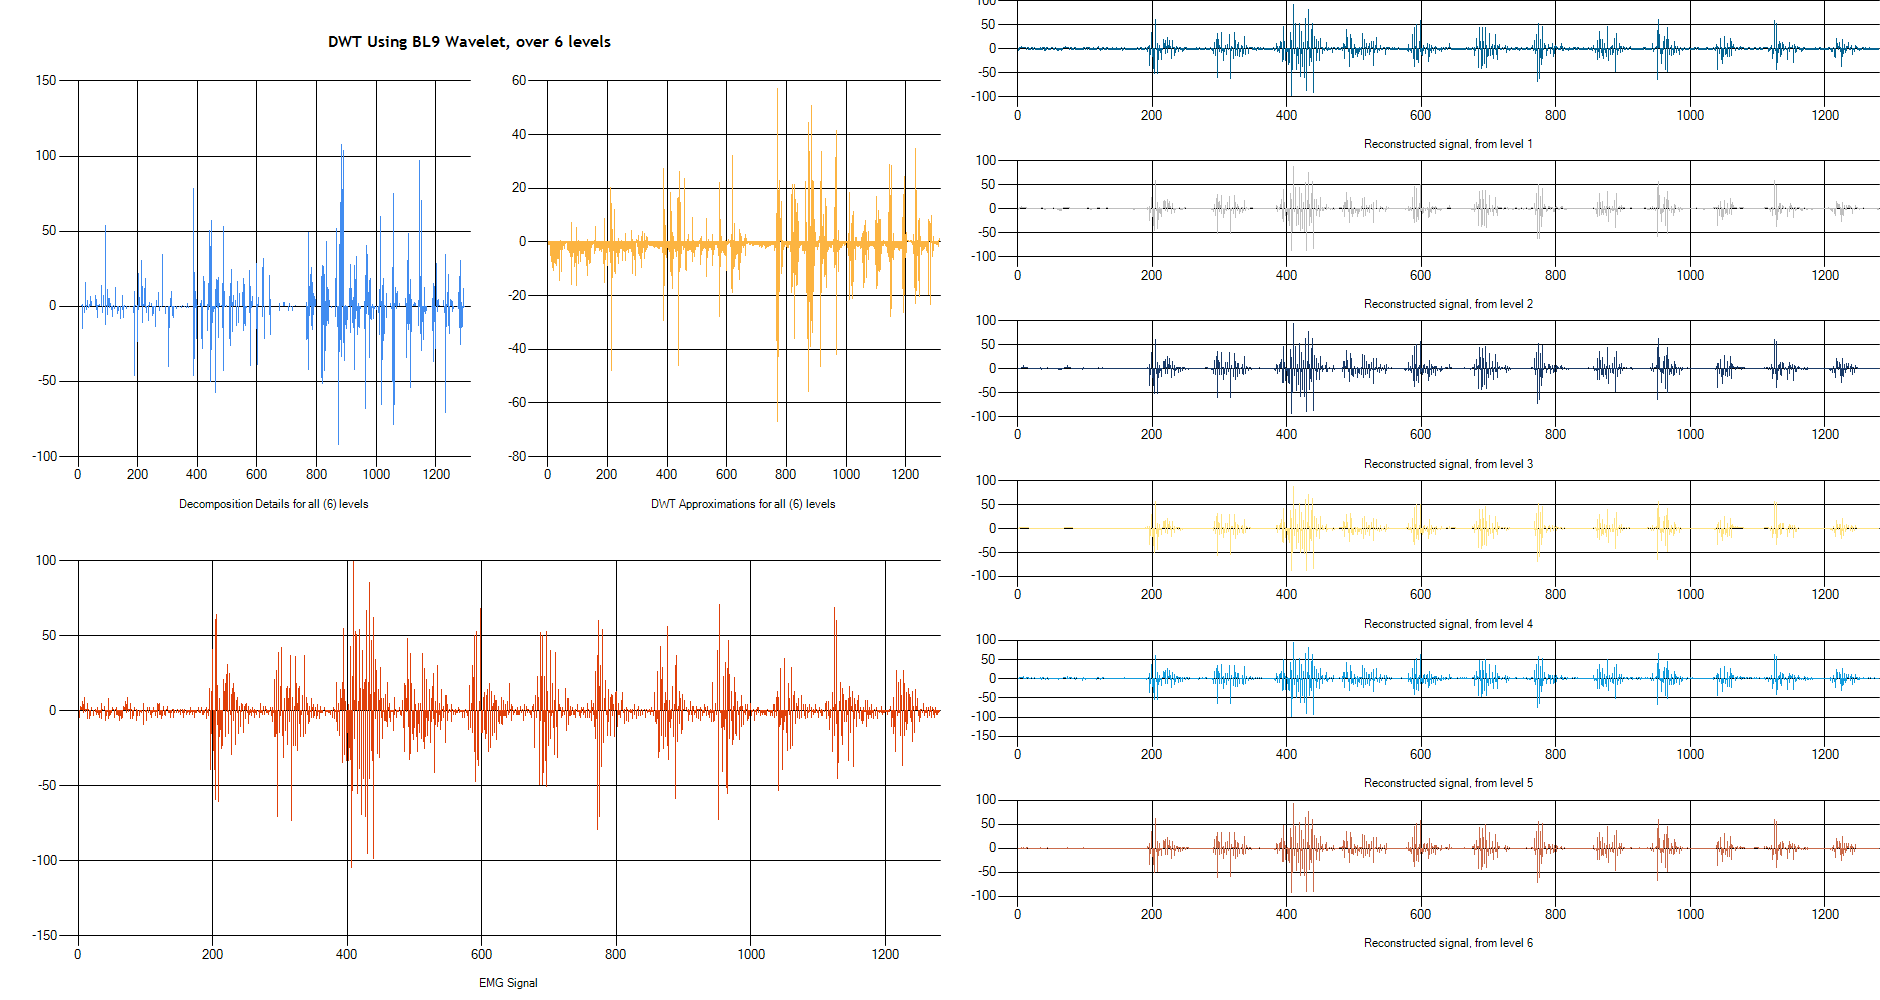 DWT Using BL9 Wavelet, over 6 levels
150
100
50
0
-50
-100
0 200 400 600 800 1000 1200
Decomposition Details for all (6) levels
60
40
20
0
-20
-40
-60
-80
0 200 400 600 800 1000 1200
DWT Approximations for all (6) levels
100
50
0
-50
-100
-150
0 200 400 600 800 1000 1200
EMG Signal
100
50
0
-50
-100
0 200 400 600 800 1000 1200
Reconstructed signal, from level 1
100
50
0
-50
-100
0 200 400 600 800 1000 1200
Reconstructed signal, from level 2
100
50
0
-50
-100
0 200 400 600 800 1000 1200
Reconstructed signal, from level 3
100
50
0
-50
-100
0 200 400 600 800 1000 1200
Reconstructed signal, from level 4
100
50
0
-50
-100
-150
0 200 400 600 800 1000 1200
Reconstructed signal, from level 5
100
50
0
-50
-100
0 200 400 600 800 1000 1200
Reconstructed signal, from level 6